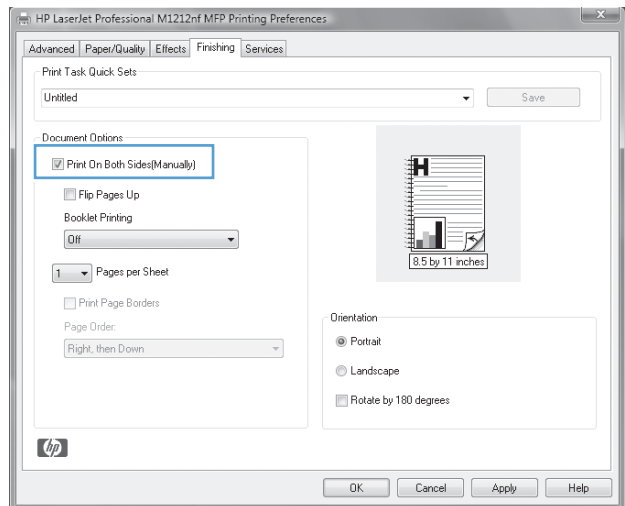 HP LaserJet Professional M1212nf MFP Printing Preferences
Advanced Paper/Quality Effects Finishing Services
Print Task Quick Sets
Untitled Save
Document Options
Print On Both Sides(Manually)
Flip Pages Up
Booklet Printing
Off
1 Pages per Sheet
Print Page Borders
Page Order:
Right, then Down
H
8.5 by 11 inches
Orientation
Portrait
Landscape
Rotate by 180 degrees
hp
OK Cancel Apply Help